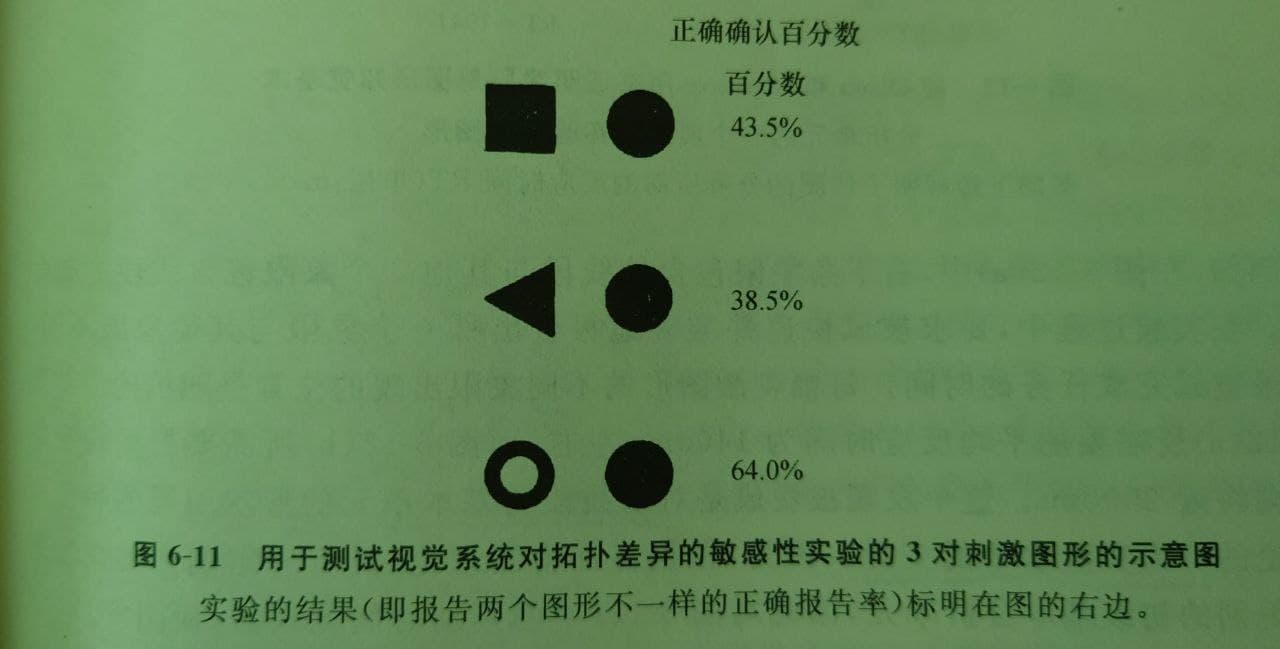 正确确认百分数
百分数
43.5%
38.5%
64.0%
图 6-11 用于测试视觉系统对拓扑差异的敏感性实验的 3 对刺激图形的示意图
实验的结果(即报告两个图形不一样的正确报告率)标明在图的右边。